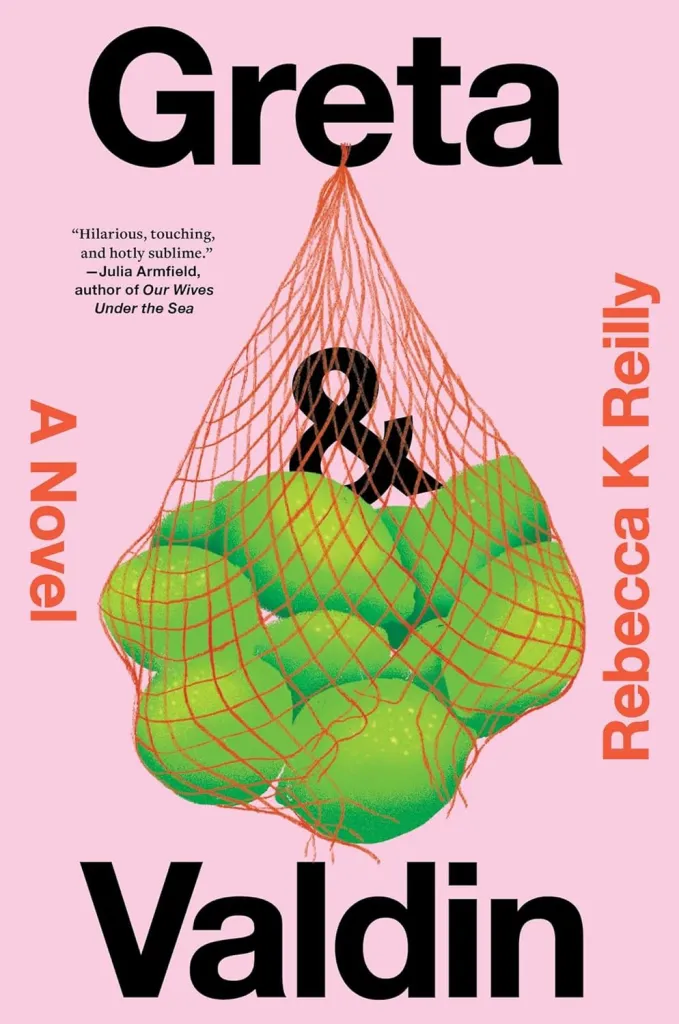 Greta
“Hilarious, touching,
and hotly sublime.”
—Julia Armfield,
author of Our Wives
Under the Sea
&
A Novel
Rebecca K Reilly
Valdin